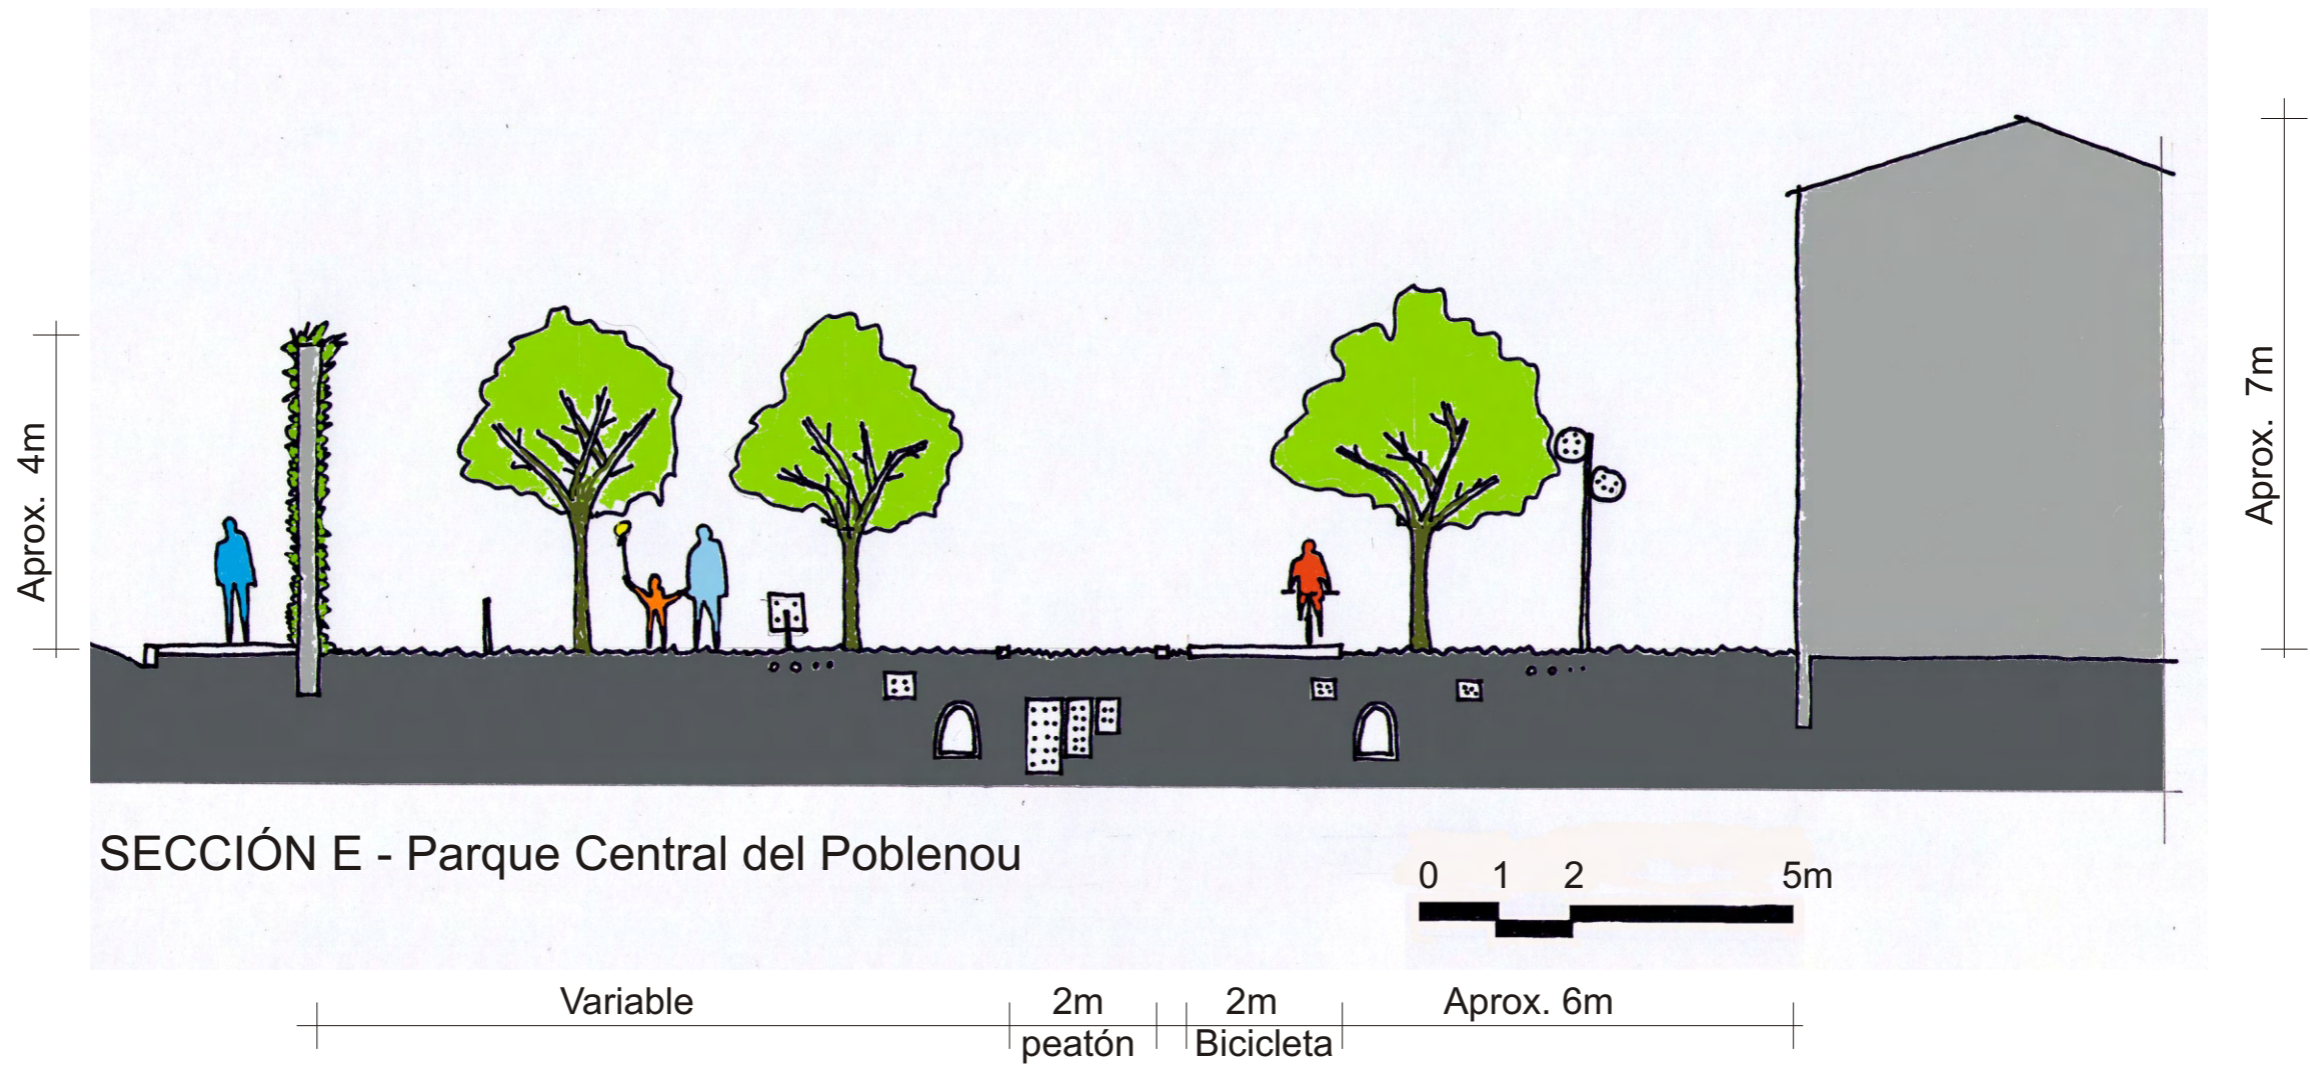 Aprox. 4m
Aprox. 7m
SECCIÓN E - Parque Central del Poblenou
0 1 2 5m
Variable 2m 2m Aprox. 6m
peatón Bicicleta